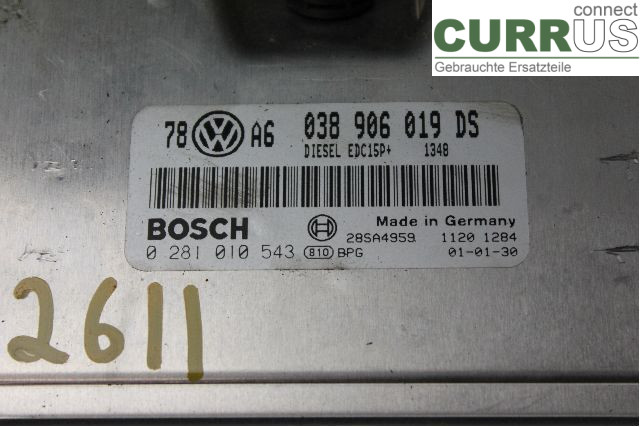 connect
CURRUS
Gebrauchte Ersatzteile
78 VW A6 038 906 019 DS
DIESEL EDC15P+ 1348
BOSCH Made in Germany
28SA4959 1120 1284
0 281 010 543 810 BPG 01-01-30
2611